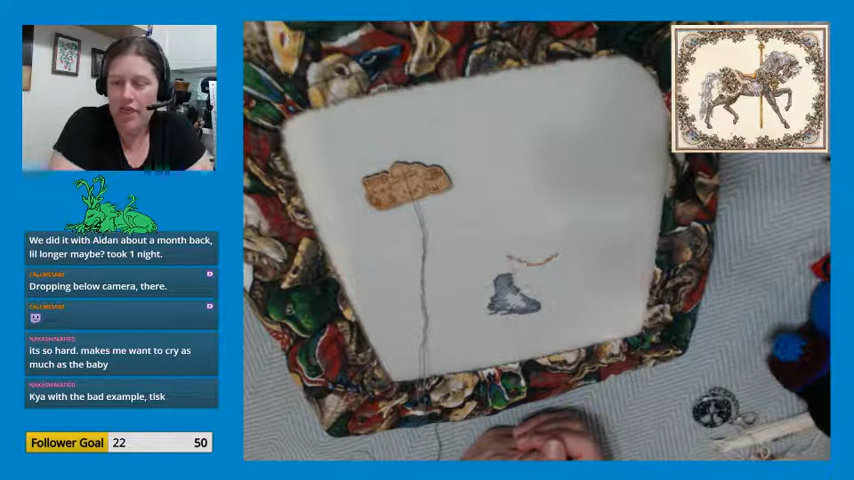 We did it with Aidan about a month back,
lil longer maybe? took 1 night.
Dropping below camera, there.
NAKASHIMAFIED
its so hard. makes me want to cry as
much as the baby
NAKASHIMAFIED
Kya with the bad example, tisk
Follower Goal 22 50